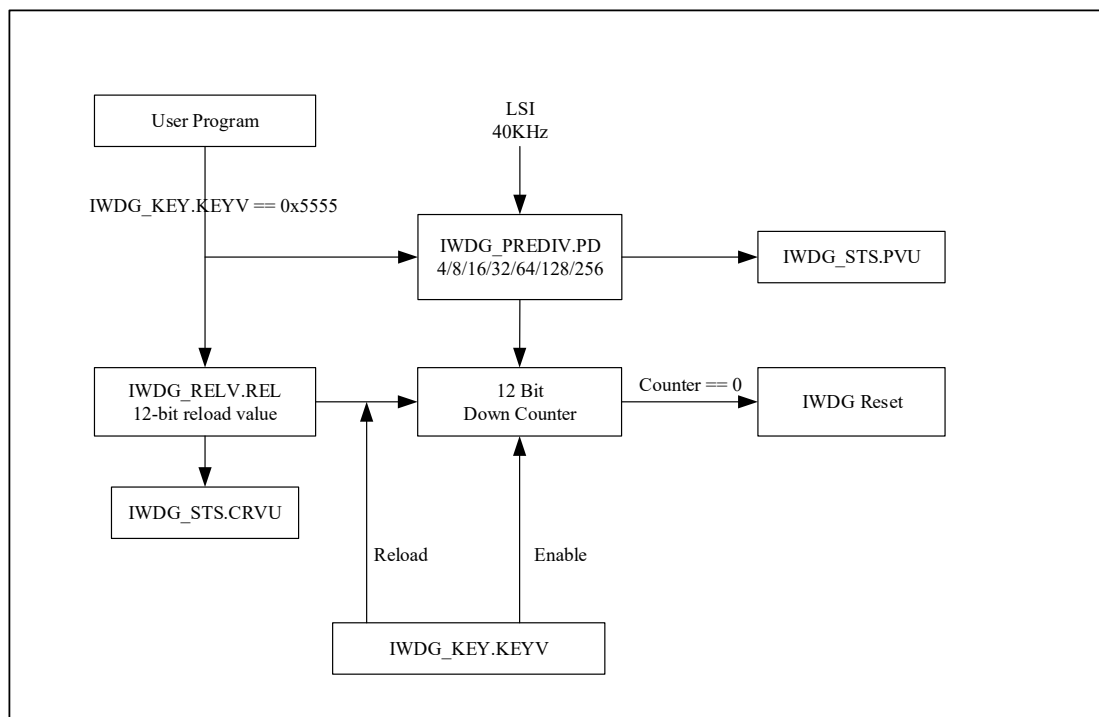 User Program
LSI
40KHz
IWDG_KEY.KEYV == 0x5555
IWDG_PREDIV.PD
4/8/16/32/64/128/256
IWDG_STS.PVU
IWDG_RELV.REL
12-bit reload value
12 Bit
Down Counter
Counter == 0
IWDG Reset
IWDG_STS.CRVU
Reload
Enable
IWDG_KEY.KEYV